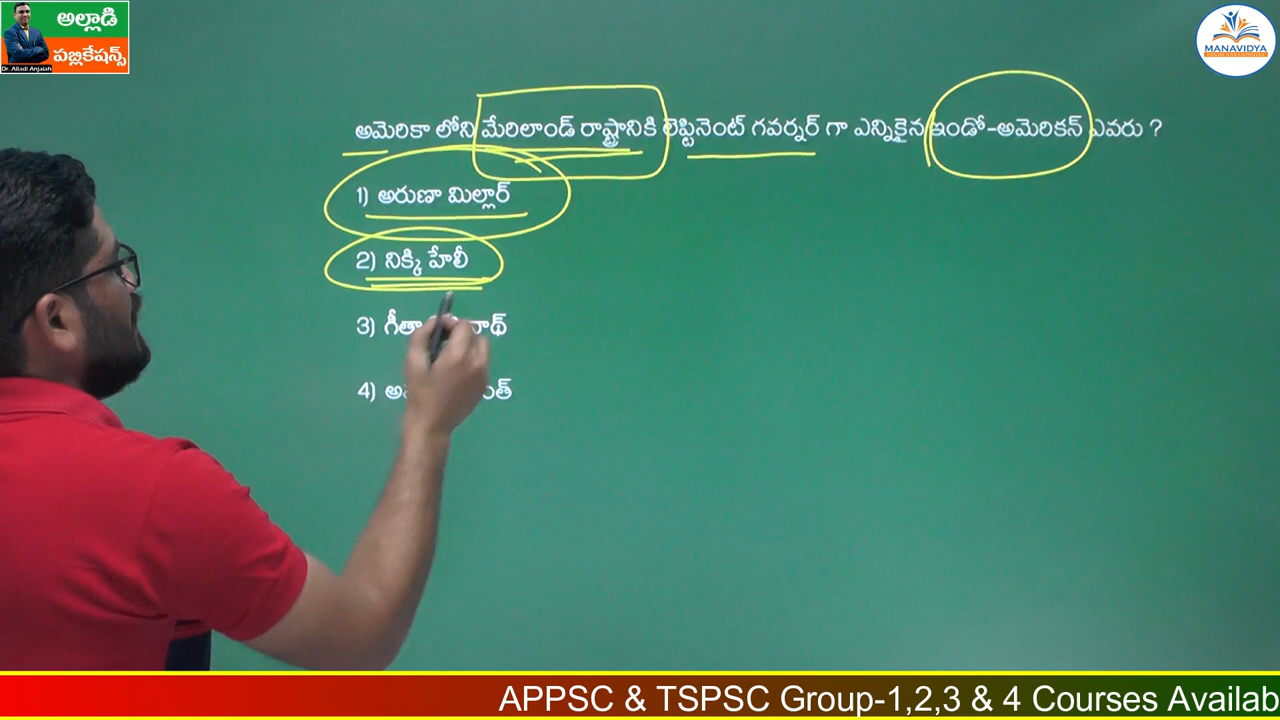 అల్లాడి
పబ్లికేషన్స్
Dr. Alladi Anjaiah
MANAVIDYA
అమెరికా లోని మేరిలాండ్ రాష్ట్రానికి లెఫ్టినెంట్ గవర్నర్ గా ఎన్నికైన ఇండో-అమెరికన్ ఎవరు ?
1) అరుణా మిల్లార్
2) నిక్కి హేలీ
3)
4)
APPSC & TSPSC Group-1,2,3 & 4 Courses Availab